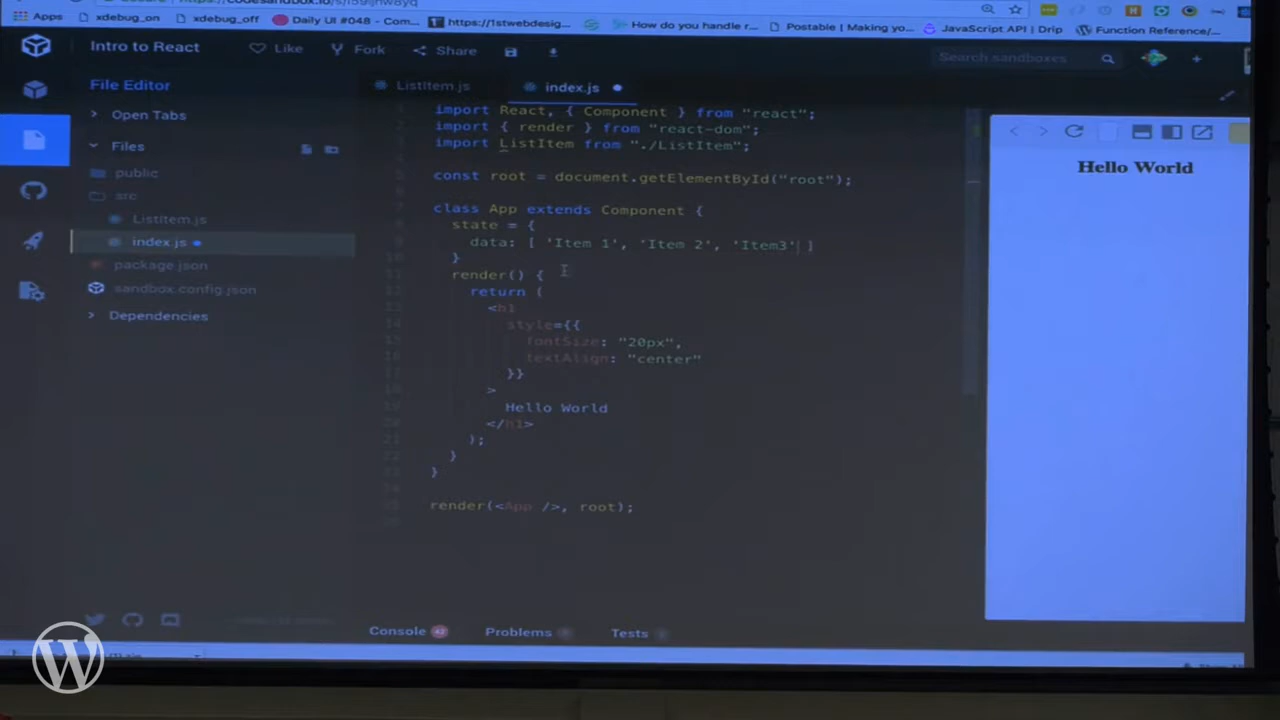 Apps xdebug_on xdebug_off Daily UI #048 - Com... https://1stwebdesig... How do you handle r... Postable | Making yo... JavaScript API | Drip Function Reference/...
Intro to React Like Fork Share Search sandboxes
File Editor
Open Tabs
Files
public
src
ListItem.js
index.js
package.json
sandbox.config.json
Dependencies
ListItem.js index.js
import React, { Component } from "react";
import { render } from "react-dom";
import ListItem from "./ListItem";
const root = document.getElementById("root");
class App extends Component {
state = {
data: [ 'Item 1', 'Item 2', 'Item3' ]
}
render() {
return (
<h1
style={{
fontSize: "20px",
textAlign: "center"
}}
>
Hello World
</h1>
);
}
}
render(<App />, root);
Hello World
Console 42 Problems Tests